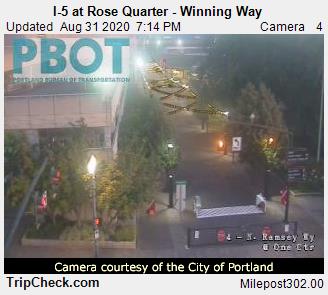 I-5 at Rose Quarter - Winning Way
Updated Aug 31 2020 7:14 PM Camera 4
PBOT
PORTLAND BUREAU OF TRANSPORTATION
4 - N. Ramsey Wy
@ One Ctr
Camera courtesy of the City of Portland
TripCheck.com Milepost302.00